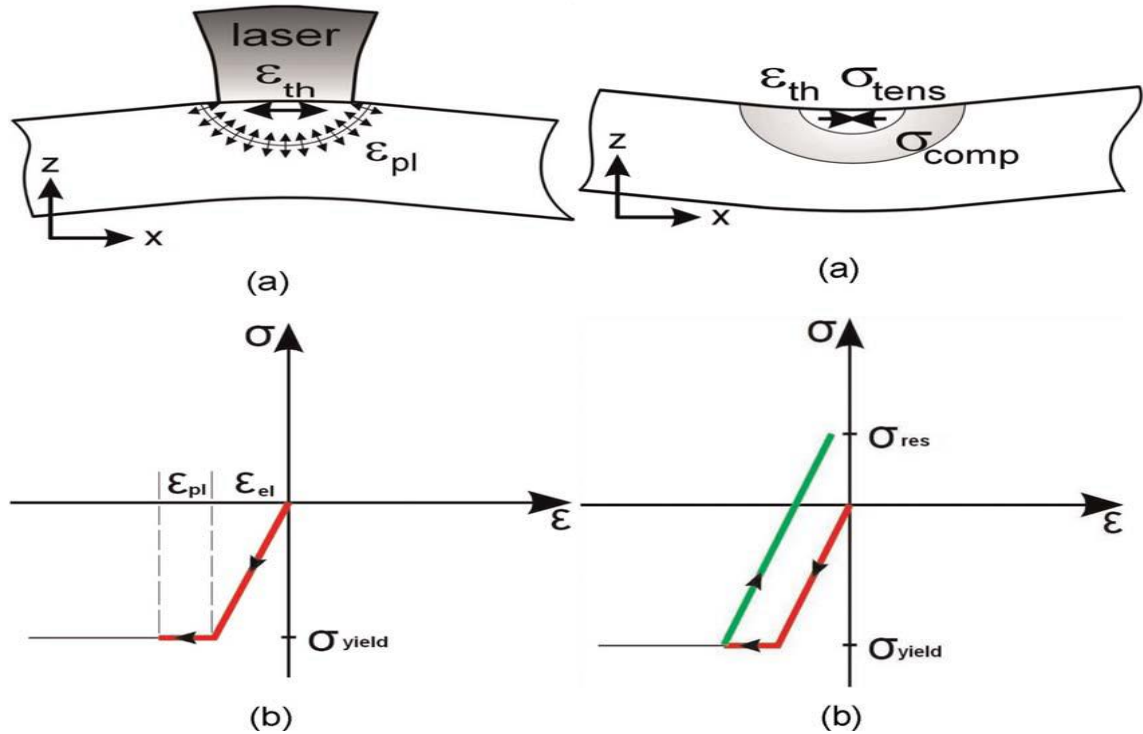 laser
εth
εpl
z
x
(a)
εth σtens
σcomp
z
x
(a)
σ
εpl εel
ε
σyield
(b)
σ
σres
ε
σyield
(b)